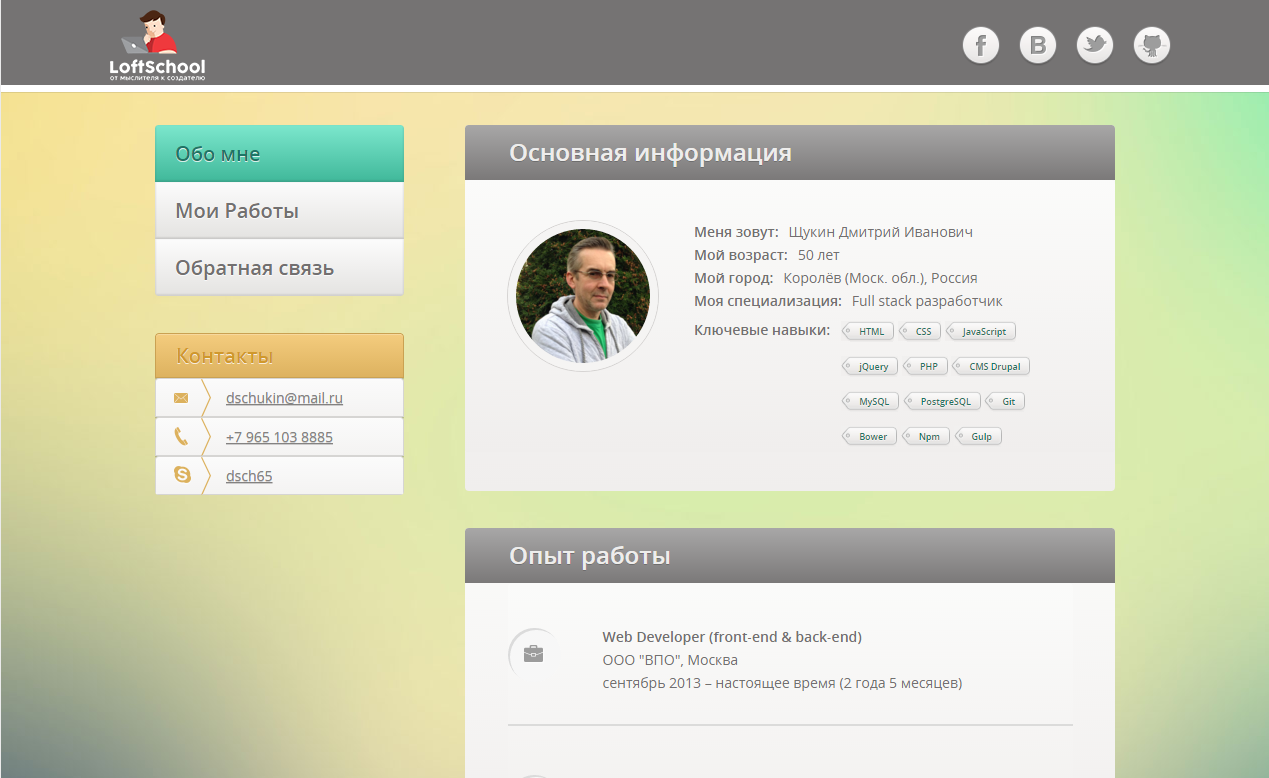 LoftSchool
от мыслителя к создателю
Обо мне
Мои Работы
Обратная связь
Контакты
dschukin@mail.ru
+7 965 103 8885
dsch65
Основная информация
Меня зовут: Щукин Дмитрий Иванович
Мой возраст: 50 лет
Мой город: Королёв (Моск. обл.), Россия
Моя специализация: Full stack разработчик
Ключевые навыки: HTML CSS JavaScript
jQuery PHP CMS Drupal
MySQL PostgreSQL Git
Bower Npm Gulp
Опыт работы
Web Developer (front-end & back-end)
ООО "ВПО", Москва
сентябрь 2013 – настоящее время (2 года 5 месяцев)